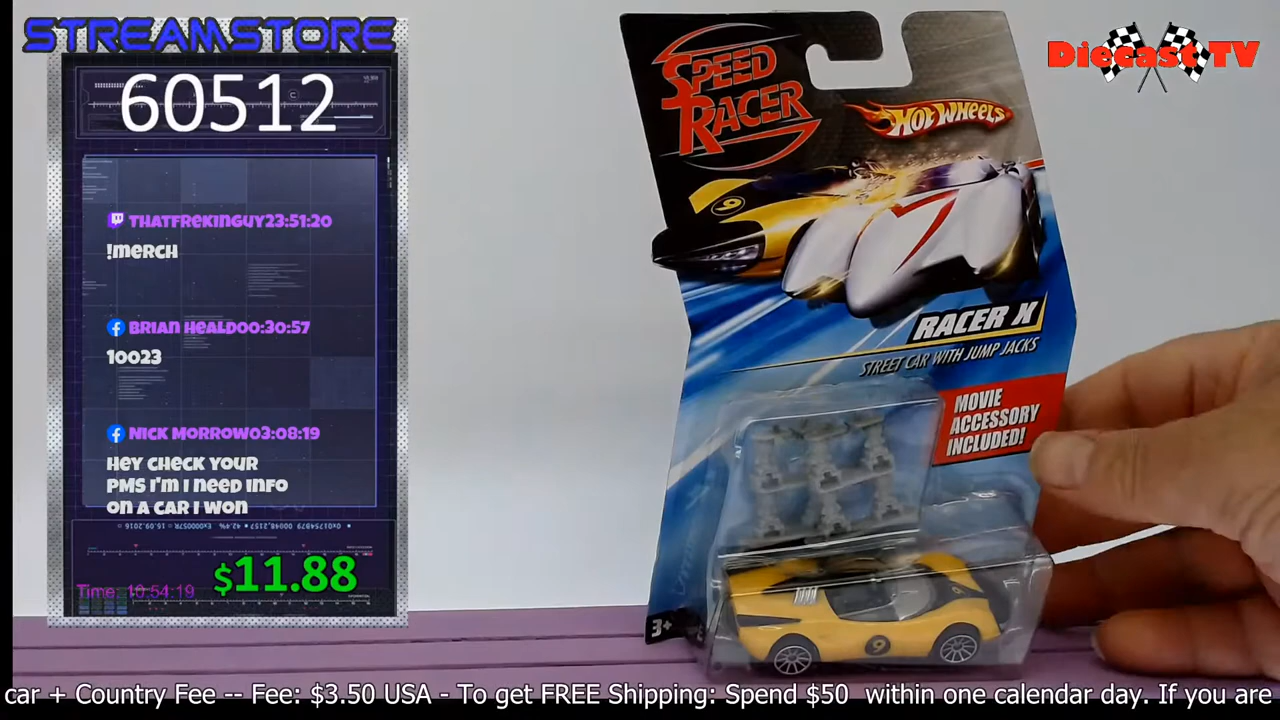 STREAMSTORE
60512
THATFREKINGUY23:51:20
!MERCH
BRIAN HEALD00:30:57
10023
NICK MORROW03:08:19
HEY CHECK YOUR
PMS I'M I NEED INFO
ON A CAR I WON
Time: 10:54:19
$11.88
Diecast TV
SPEED
RACER
HOT WHEELS
9
RACER X
STREET CAR WITH JUMP JACKS
MOVIE
ACCESSORY
INCLUDED!
3+
9
car + Country Fee -- Fee: $3.50 USA - To get FREE Shipping: Spend $50 within one calendar day. If you are